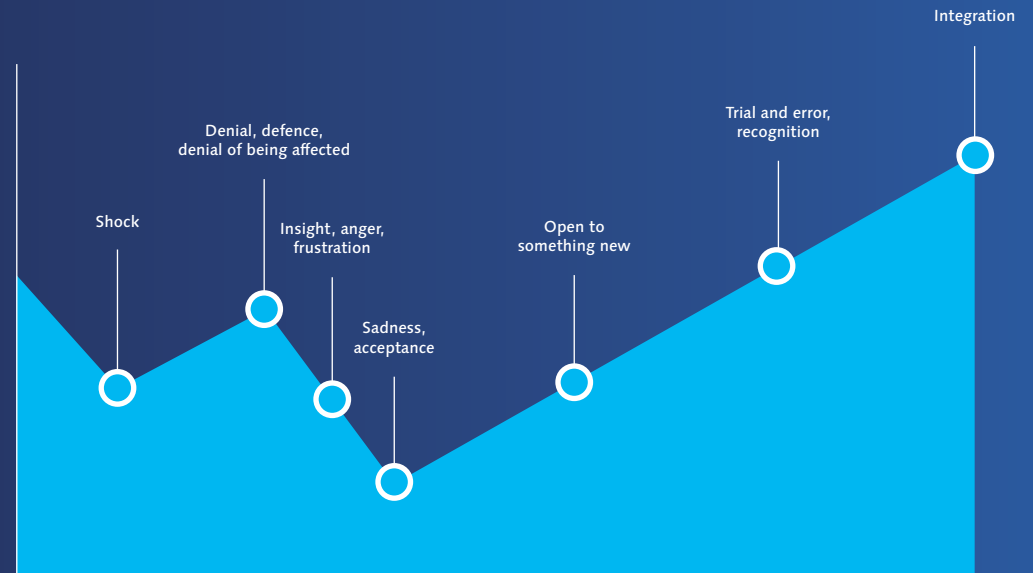 Shock
Denial, defence,
denial of being affected
Insight, anger,
frustration
Sadness,
acceptance
Open to
something new
Trial and error,
recognition
Integration